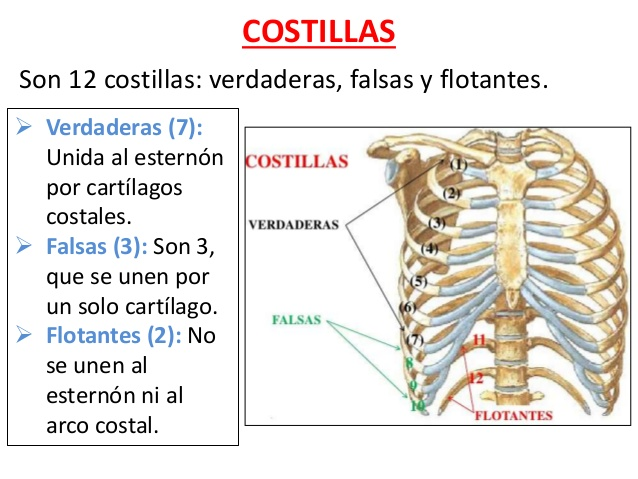 COSTILLAS
Son 12 costillas: verdaderas, falsas y flotantes.
➢ Verdaderas (7):
Unida al esternón
por cartílagos
costales.
➢ Falsas (3): Son 3,
que se unen por
un solo cartílago.
➢ Flotantes (2): No
se unen al
esternón ni al
arco costal.
COSTILLAS
(1)
(2)
VERDADERAS
(3)
(4)
(5)
(6)
FALSAS
(7)
11
8
12
9
10
FLOTANTES